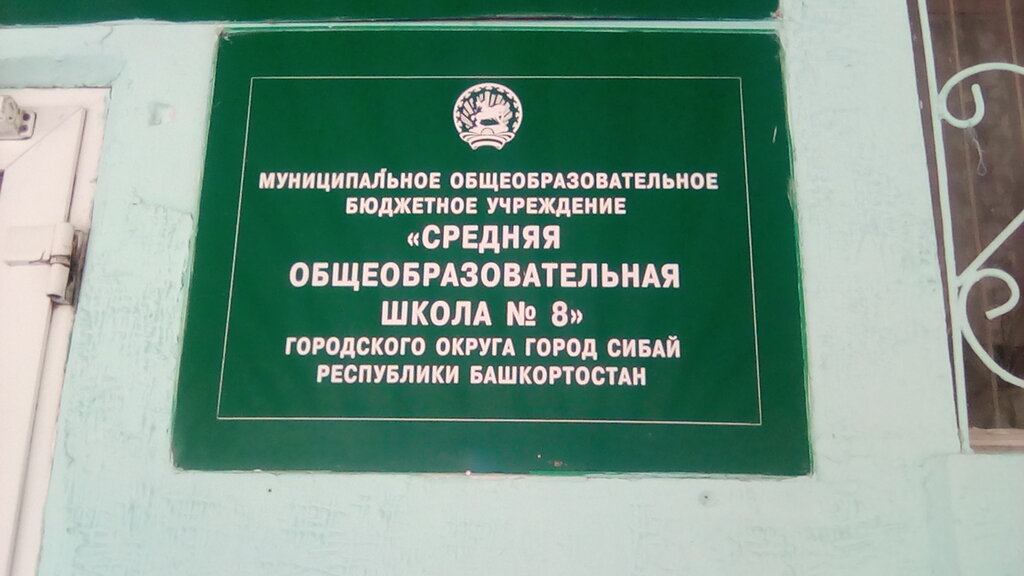 МУНИЦИПАЛЬНОЕ ОБЩЕОБРАЗОВАТЕЛЬНОЕ
БЮДЖЕТНОЕ УЧРЕЖДЕНИЕ
«СРЕДНЯЯ
ОБЩЕОБРАЗОВАТЕЛЬНАЯ
ШКОЛА № 8»
ГОРОДСКОГО ОКРУГА ГОРОД СИБАЙ
РЕСПУБЛИКИ БАШКОРТОСТАН